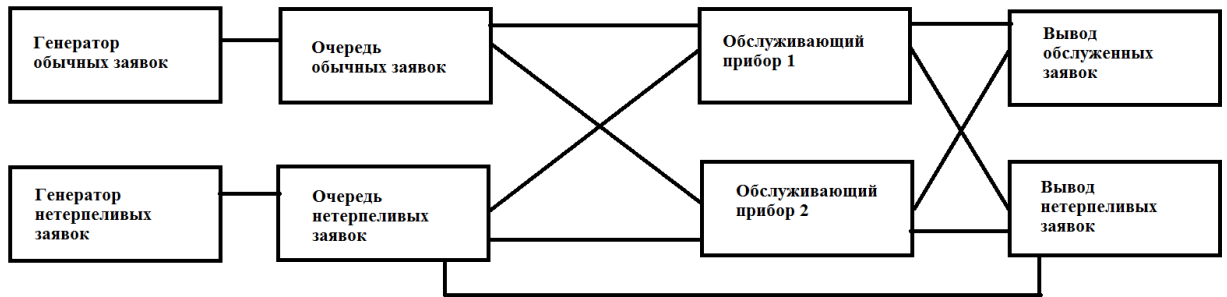 Генератор
обычных заявок
Очередь
обычных заявок
Обслуживающий
прибор 1
Вывод
обслуженных
заявок
Генератор
нетерпеливых
заявок
Очередь
нетерпеливых
заявок
Обслуживающий
прибор 2
Вывод
нетерпеливых
заявок